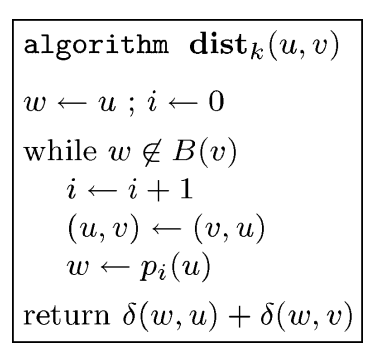 algorithm dist_k(u, v)
w ← u ; i ← 0
while w ∉ B(v)
i ← i + 1
(u, v) ← (v, u)
w ← p_i(u)
return δ(w, u) + δ(w, v)